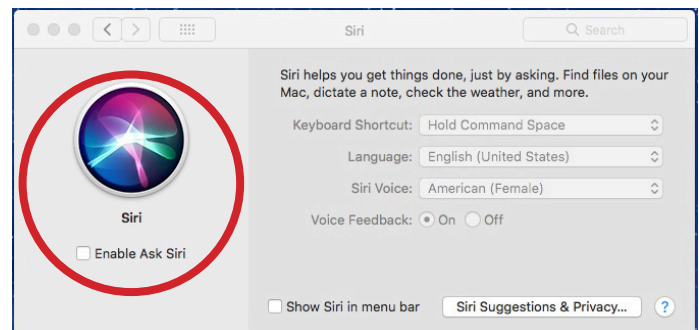 Siri
Search
Siri helps you get things done, just by asking. Find files on your
Mac, dictate a note, check the weather, and more.
Keyboard Shortcut: Hold Command Space
Language: English (United States)
Siri Voice: American (Female)
Voice Feedback: On Off
Siri
Enable Ask Siri
Show Siri in menu bar Siri Suggestions & Privacy... ?